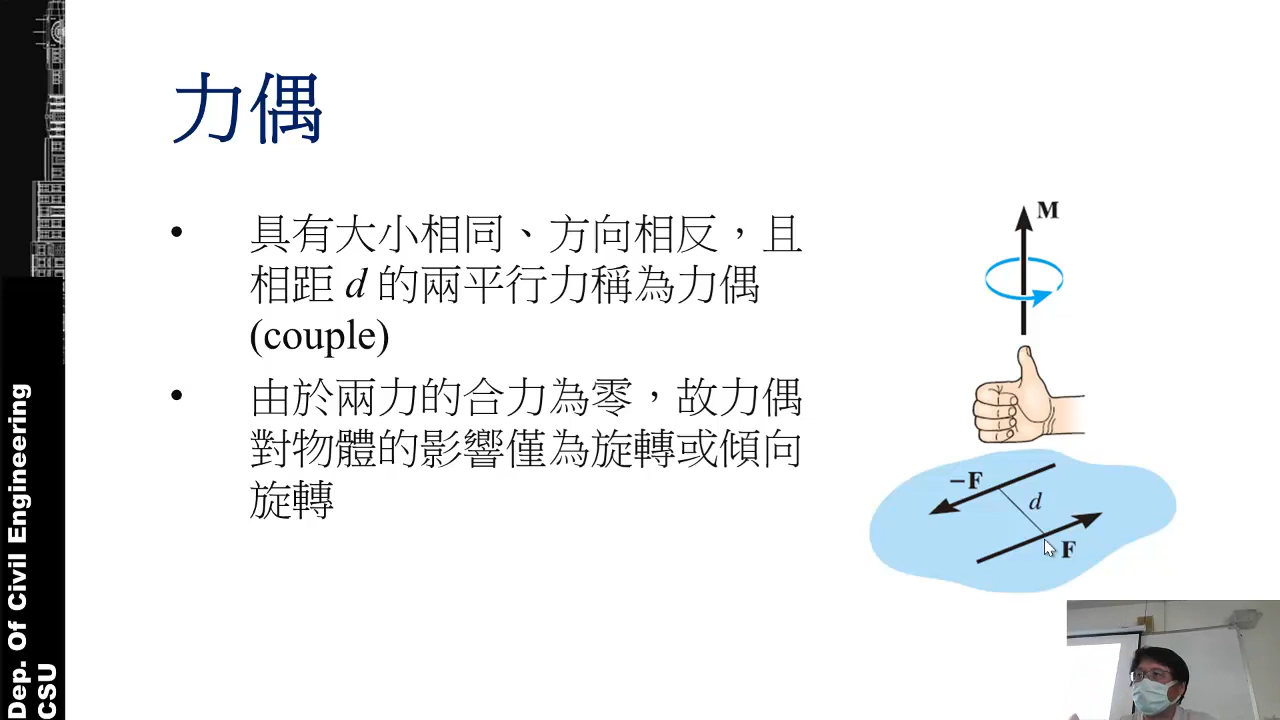 力偶
• 具有大小相同、方向相反，且
相距 d 的兩平行力稱為力偶
(couple)
• 由於兩力的合力為零，故力偶
對物體的影響僅為旋轉或傾向
旋轉
M
–F
d
F
Dep. Of Civil Engineering
CSU